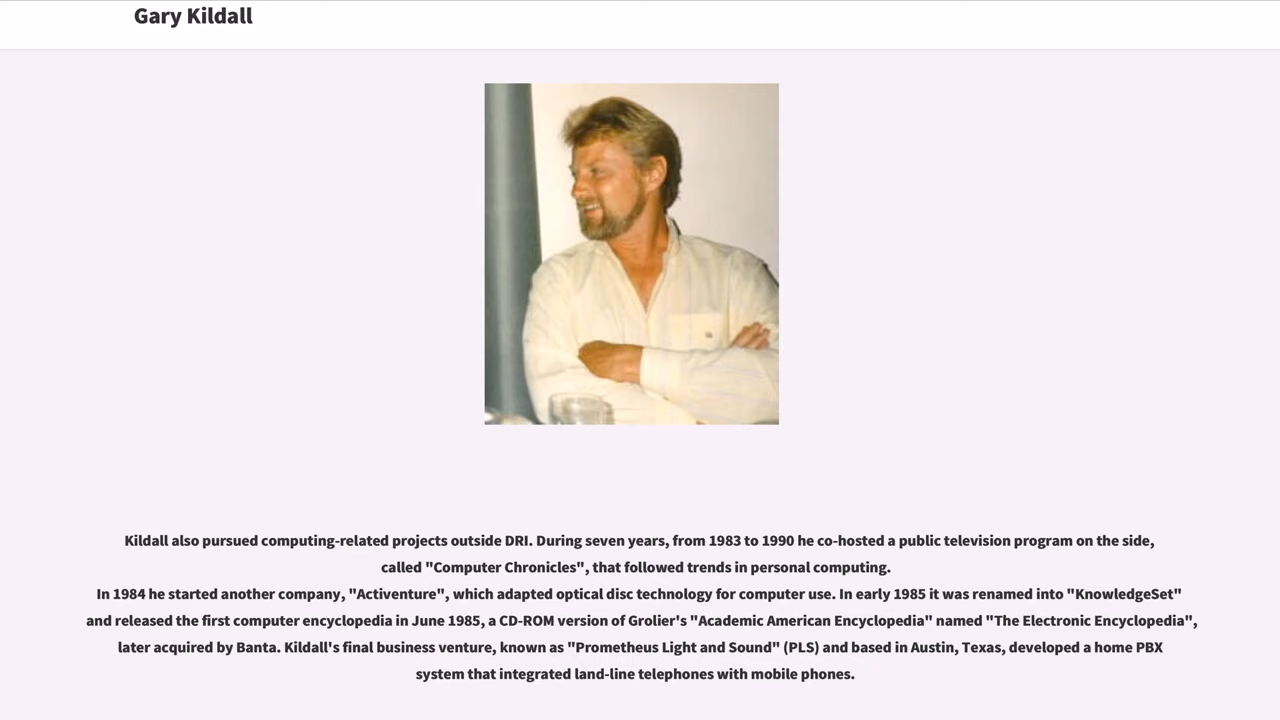 Gary Kildall
Kildall also pursued computing-related projects outside DRI. During seven years, from 1983 to 1990 he co-hosted a public television program on the side,
called "Computer Chronicles", that followed trends in personal computing.
In 1984 he started another company, "Activenture", which adapted optical disc technology for computer use. In early 1985 it was renamed into "KnowledgeSet"
and released the first computer encyclopedia in June 1985, a CD-ROM version of Grolier's "Academic American Encyclopedia" named "The Electronic Encyclopedia",
later acquired by Banta. Kildall's final business venture, known as "Prometheus Light and Sound" (PLS) and based in Austin, Texas, developed a home PBX
system that integrated land-line telephones with mobile phones.